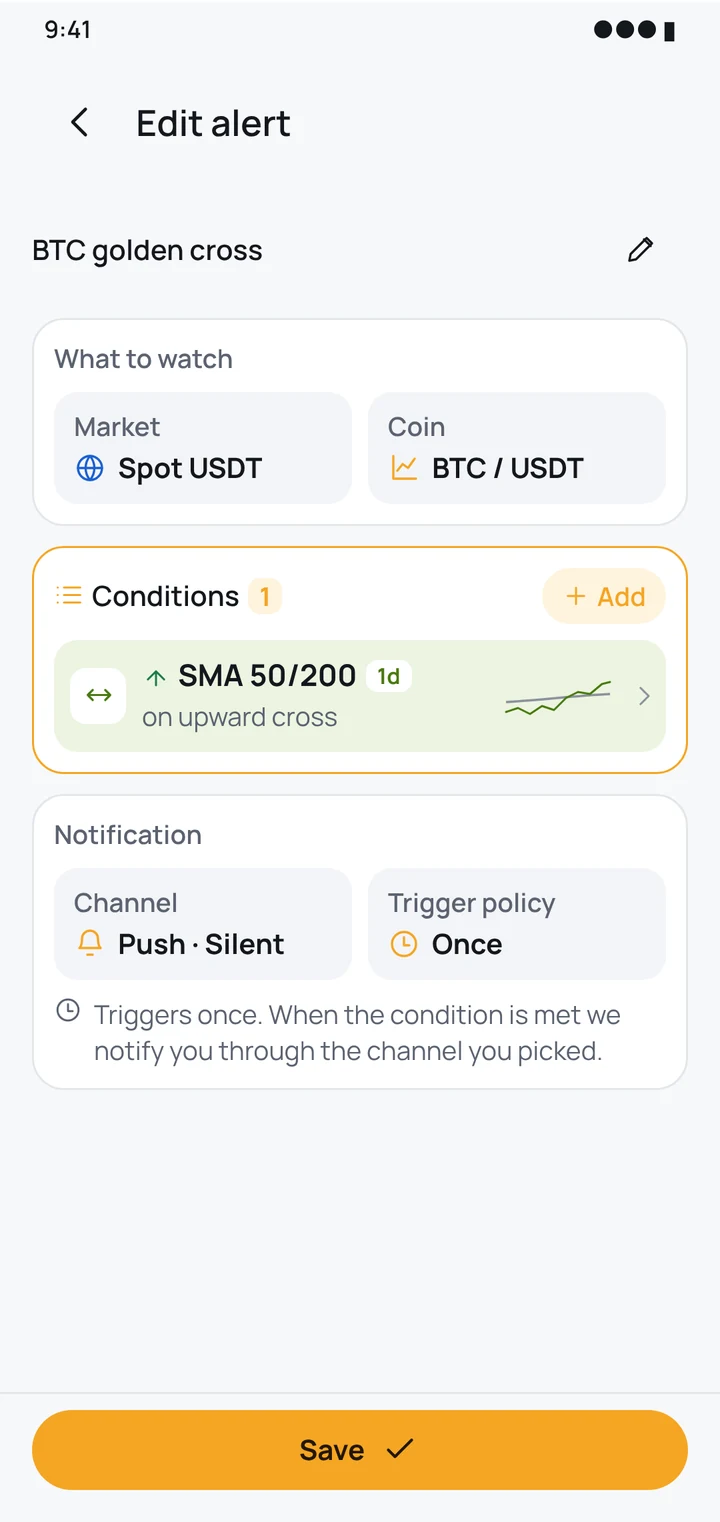 9:41
Edit alert
BTC golden cross
What to watch
Market
Spot USDT
Coin
BTC / USDT
Conditions 1
+ Add
SMA 50/200 1d
on upward cross
Notification
Channel
Push · Silent
Trigger policy
Once
Triggers once. When the condition is met we
notify you through the channel you picked.
Save